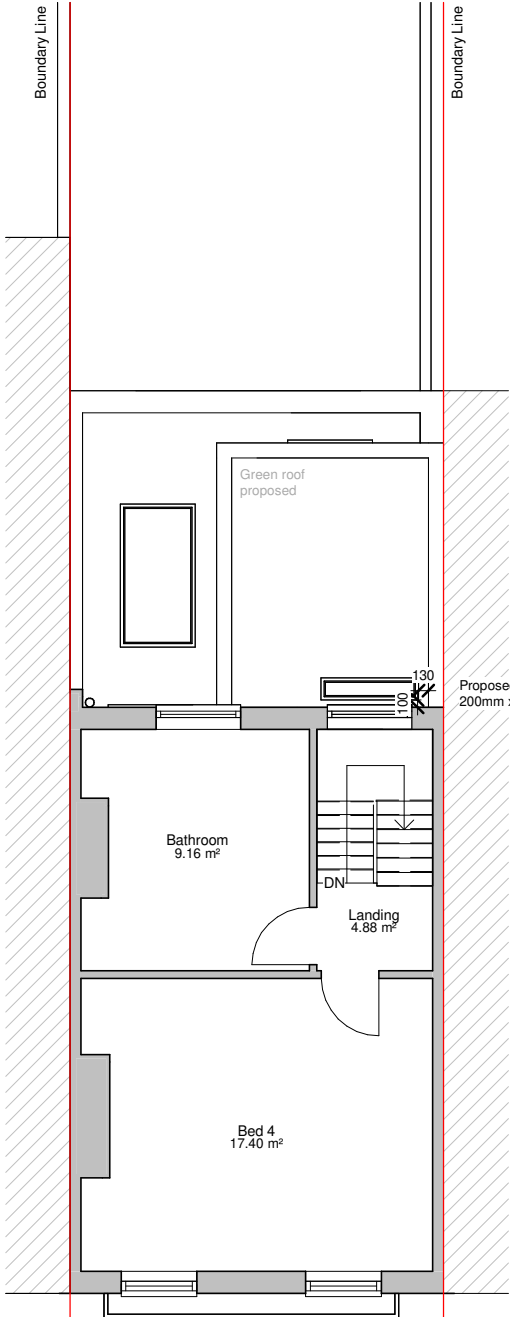 Boundary Line
Boundary Line
Green roof
proposed
130
100
Propose
200mm x
Bathroom
9.16 m²
DN
Landing
4.88 m²
Bed 4
17.40 m²